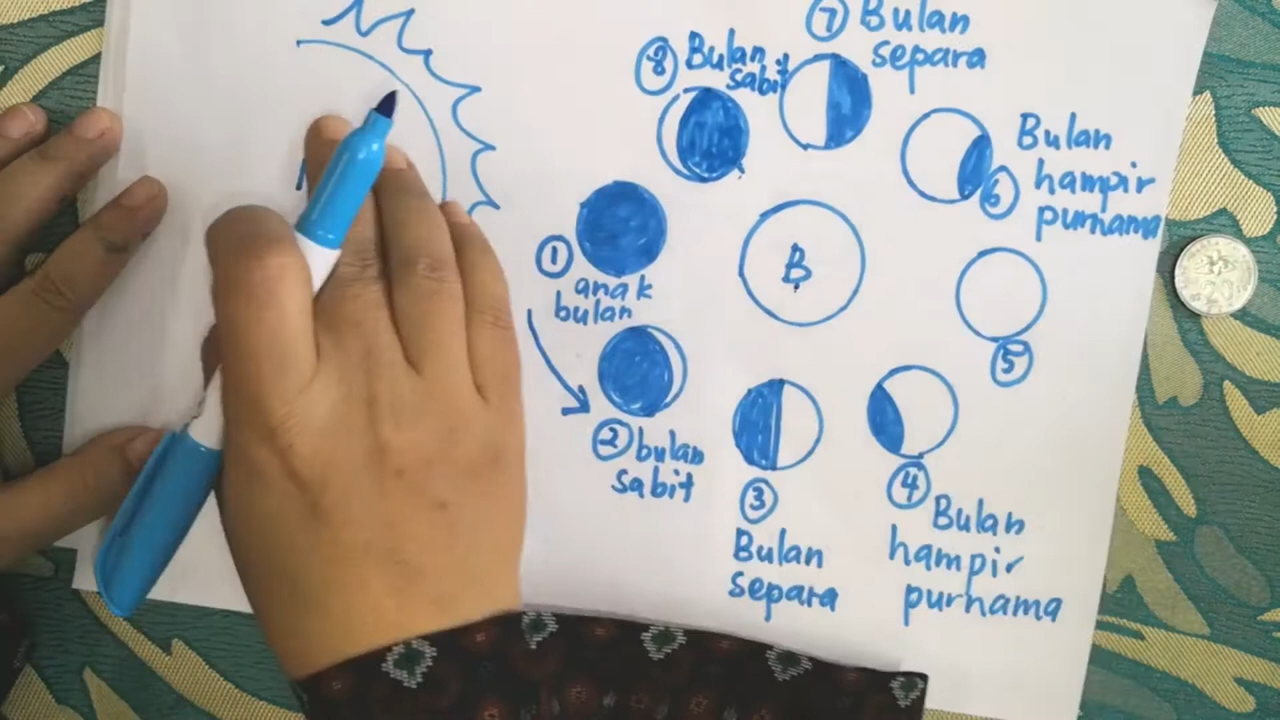 7 Bulan
separa
8 Bulan
sabit
Bulan
hampir
purnama
6
B
1
anak
bulan
5
2 bulan
sabit
3
Bulan
separa
4
Bulan
hampir
purnama
20